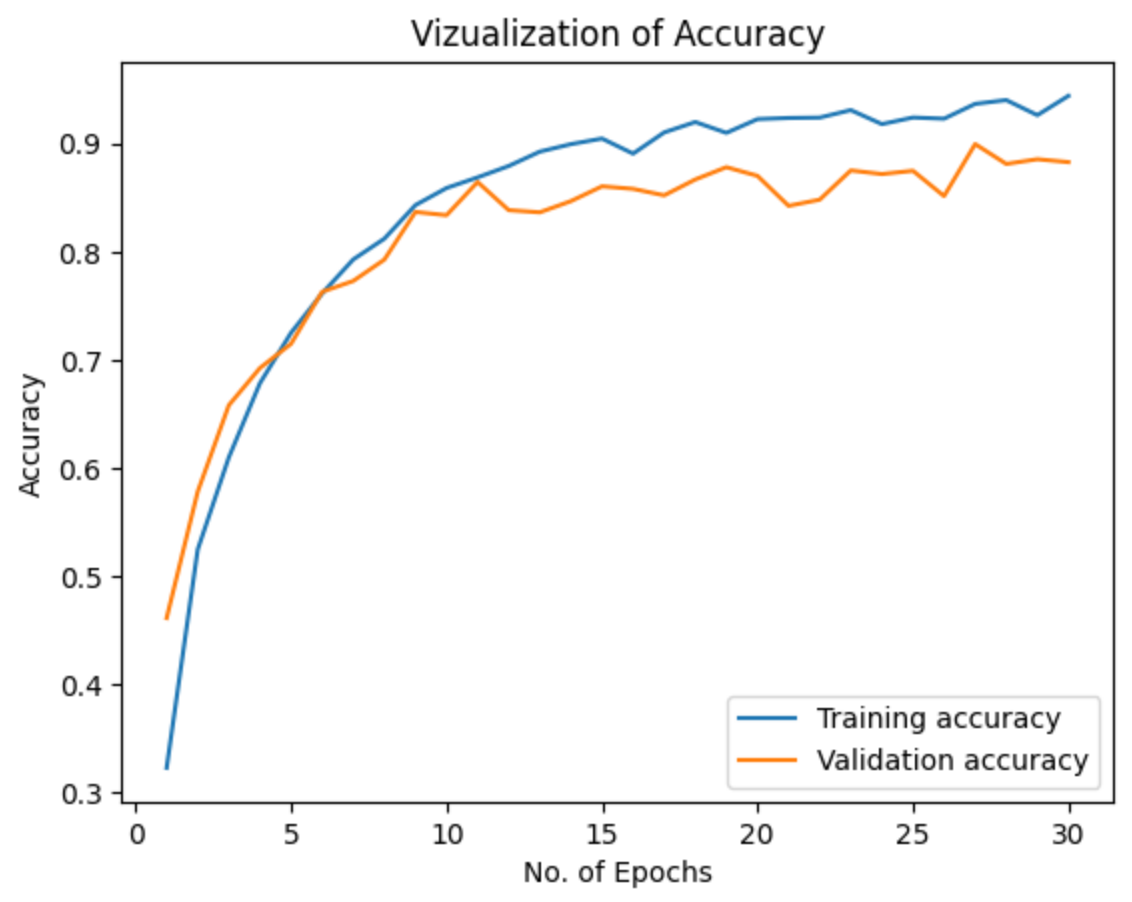 Vizualization of Accuracy
0.9
0.8
0.7
0.6
0.5
0.4
0.3
Accuracy
Training accuracy
Validation accuracy
0 5 10 15 20 25 30
No. of Epochs